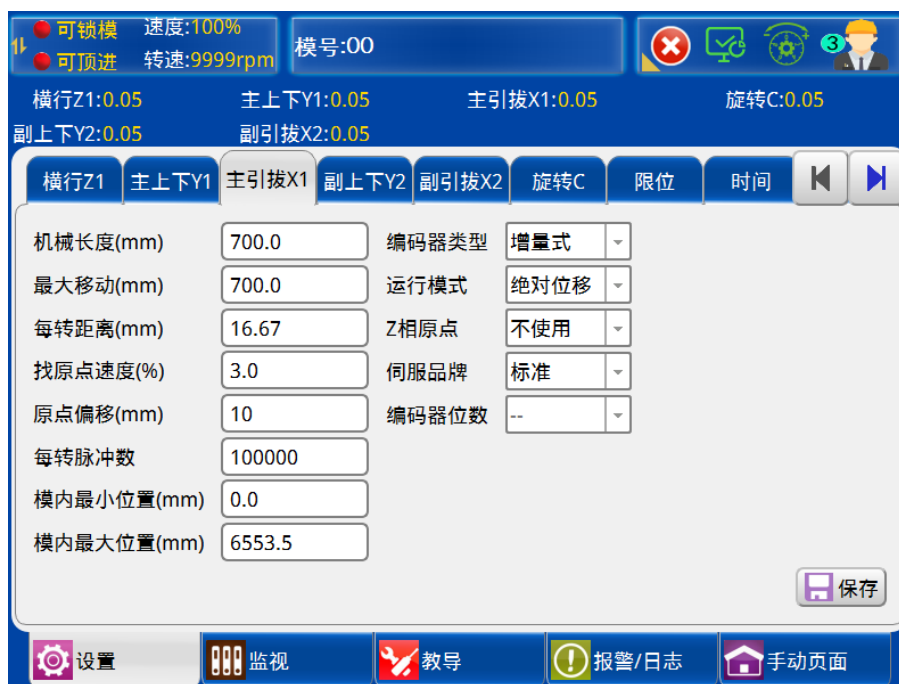 可锁模 速度:100%
模号:00
3
可顶进 转速:9999rpm
横行Z1:0.05 主上下Y1:0.05 主引拔X1:0.05 旋转C:0.05
副上下Y2:0.05 副引拔X2:0.05
横行Z1 主上下Y1 主引拔X1 副上下Y2 副引拔X2 旋转C 限位 时间
机械长度(mm) 700.0 编码器类型 增量式
最大移动(mm) 700.0 运行模式 绝对位移
每转距离(mm) 16.67 Z相原点 不使用
找原点速度(%) 3.0 伺服品牌 标准
原点偏移(mm) 10 编码器位数 --
每转脉冲数 100000
模内最小位置(mm) 0.0
模内最大位置(mm) 6553.5
保存
设置 监视 教导 报警/日志 手动页面